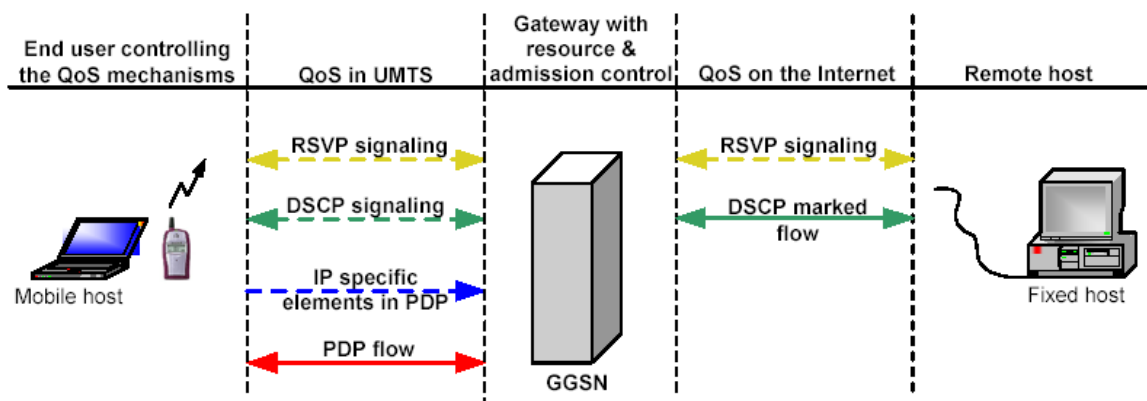 End user controlling
the QoS mechanisms
QoS in UMTS
Gateway with
resource &
admission control
QoS on the Internet
Remote host
RSVP signaling
RSVP signaling
DSCP signaling
DSCP marked
flow
IP specific
elements in PDP
PDP flow
Mobile host
GGSN
Fixed host